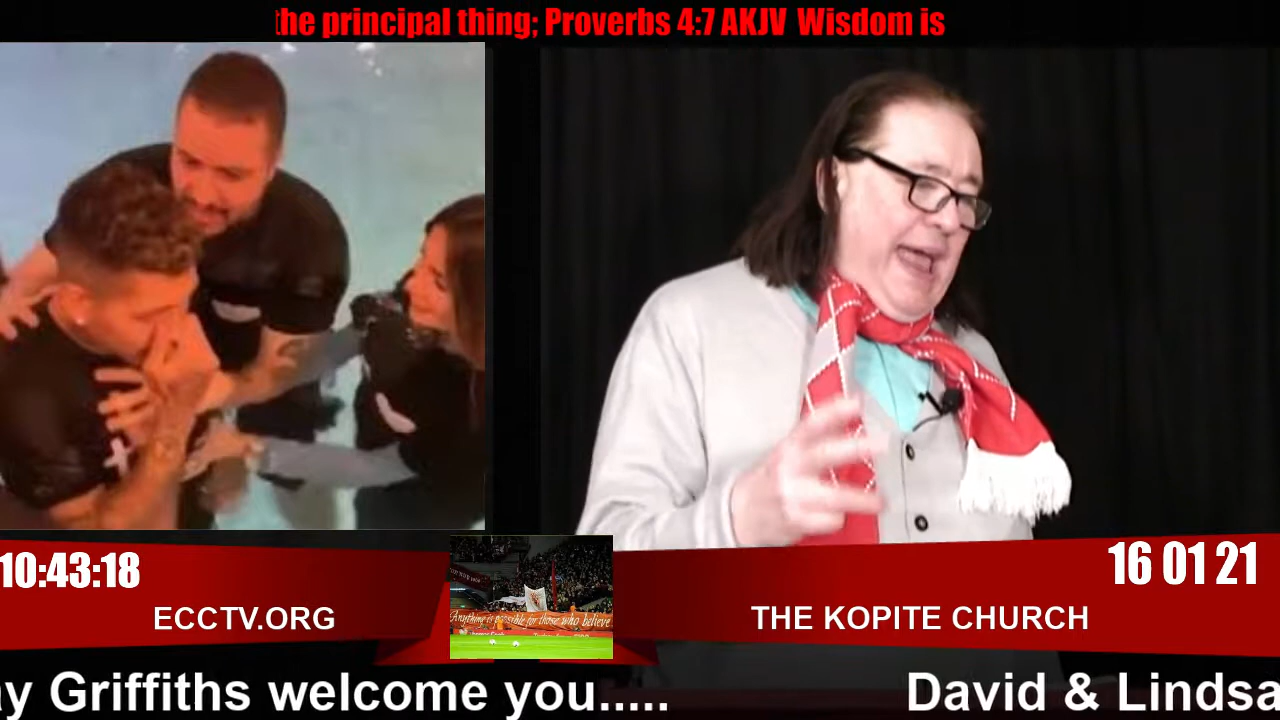 the principal thing; Proverbs 4:7 AKJV Wisdom is
10:43:18
16 01 21
ECCTV.ORG
THE KOPITE CHURCH
Anything is possible for those who believe
ay Griffiths welcome you..... David & Lindsa